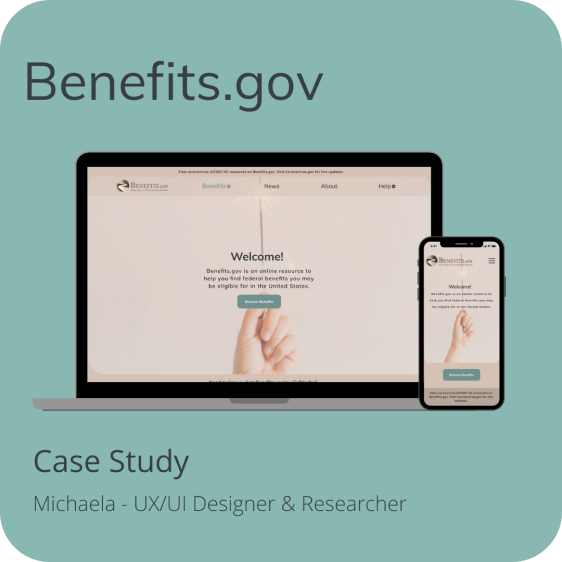 Benefits.gov
View coronavirus (COVID-19) resources on Benefits.gov. Visit Coronavirus.gov for live updates.
BENEFITS.GOV
Benefits
News
About
Help
Welcome!
Benefits.gov is an online resource to
help you find federal benefits you may
be eligible for in the United States.
Browse Benefits
BENEFITS.GOV
Welcome!
Benefits.gov is an online resource to
help you find federal benefits you may
be eligible for in the United States.
Browse Benefits
View coronavirus (COVID-19) resources on
Benefits.gov. Visit Coronavirus.gov for live
updates.
Case Study
Michaela - UX/UI Designer & Researcher